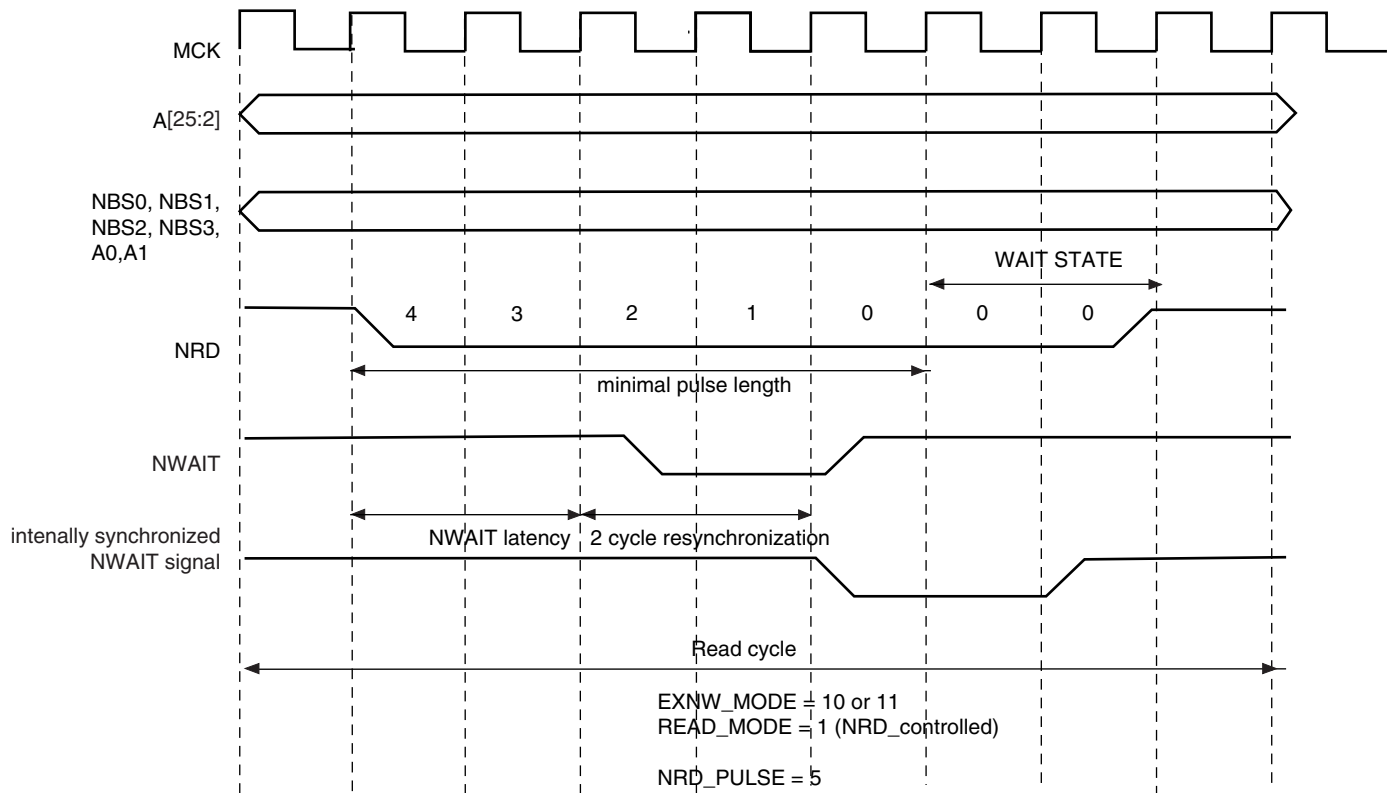 MCK
A[25:2]
NBS0, NBS1,
NBS2, NBS3,
A0,A1
WAIT STATE
4 3 2 1 0 0 0
NRD
minimal pulse length
NWAIT
intenally synchronized
NWAIT signal
NWAIT latency 2 cycle resynchronization
Read cycle
EXNW_MODE = 10 or 11
READ_MODE = 1 (NRD_controlled)
NRD_PULSE = 5